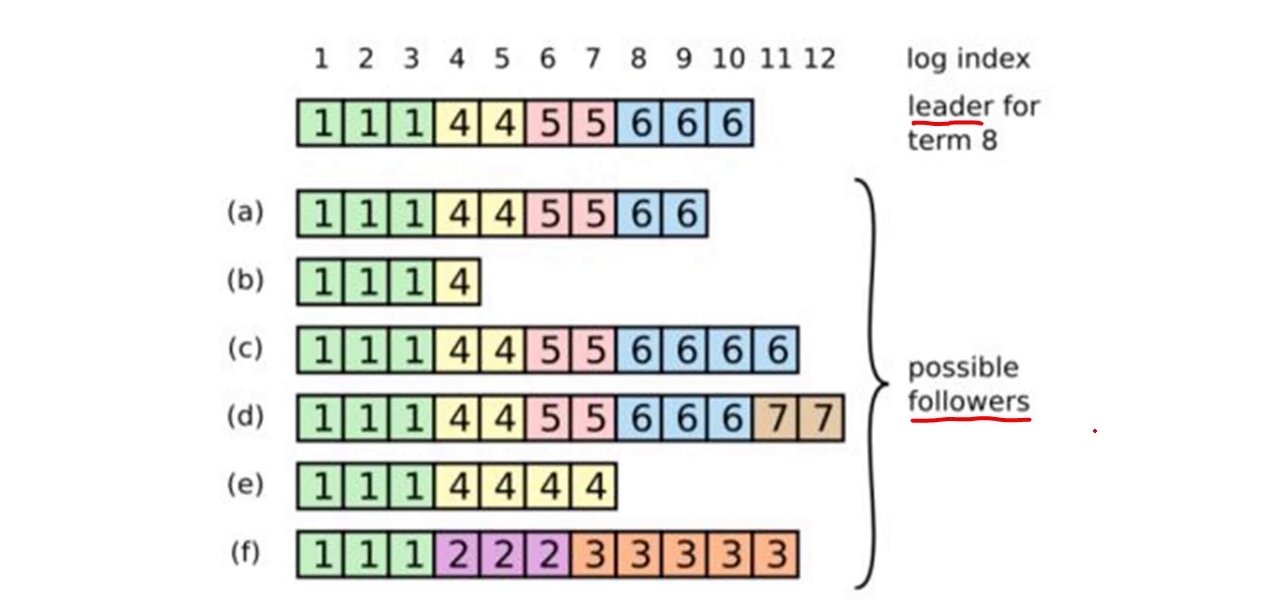 1 2 3 4 5 6 7 8 9 10 11 12 log index
1 1 1 4 4 5 5 6 6 6 leader for
term 8
(a) 1 1 1 4 4 5 5 6 6
(b) 1 1 1 4
(c) 1 1 1 4 4 5 5 6 6 6 6
possible
followers
(d) 1 1 1 4 4 5 5 6 6 6 7 7
(e) 1 1 1 4 4 4 4
(f) 1 1 1 2 2 2 3 3 3 3 3